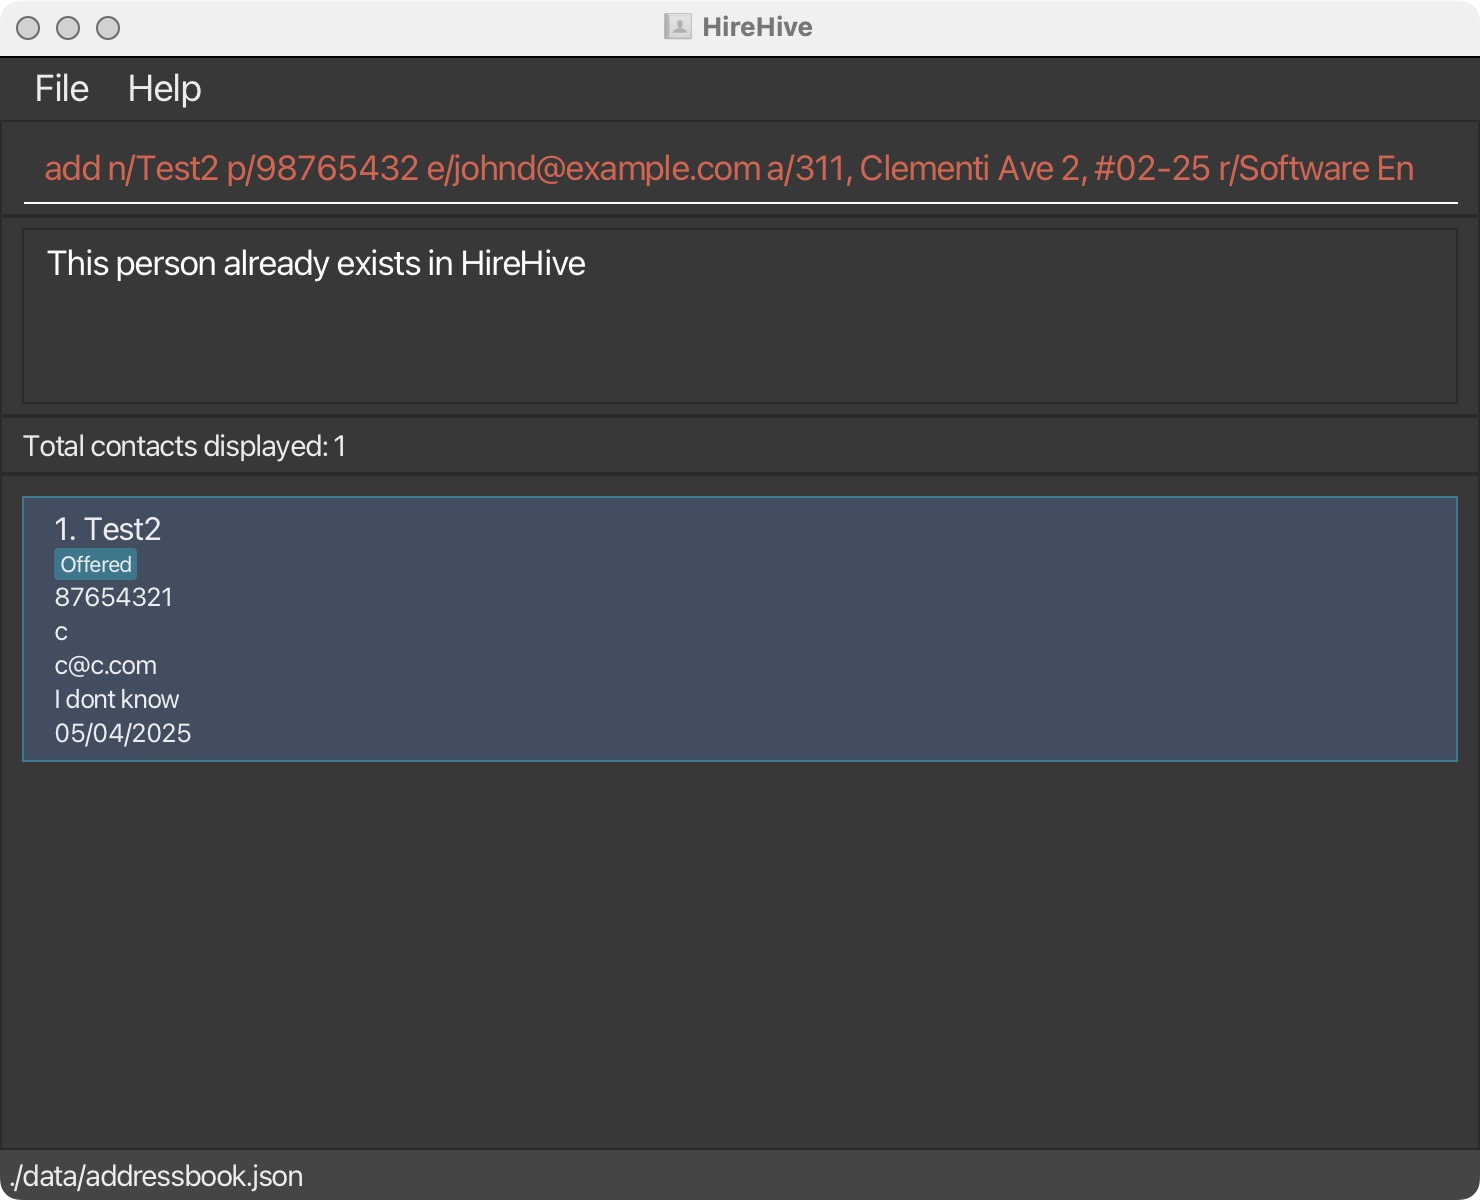 HireHive
File Help
add n/Test2 p/98765432 e/johnd@example.com a/311, Clementi Ave 2, #02-25 r/Software En
This person already exists in HireHive
Total contacts displayed: 1
1. Test2
Offered
87654321
c
c@c.com
I dont know
05/04/2025
./data/addressbook.json